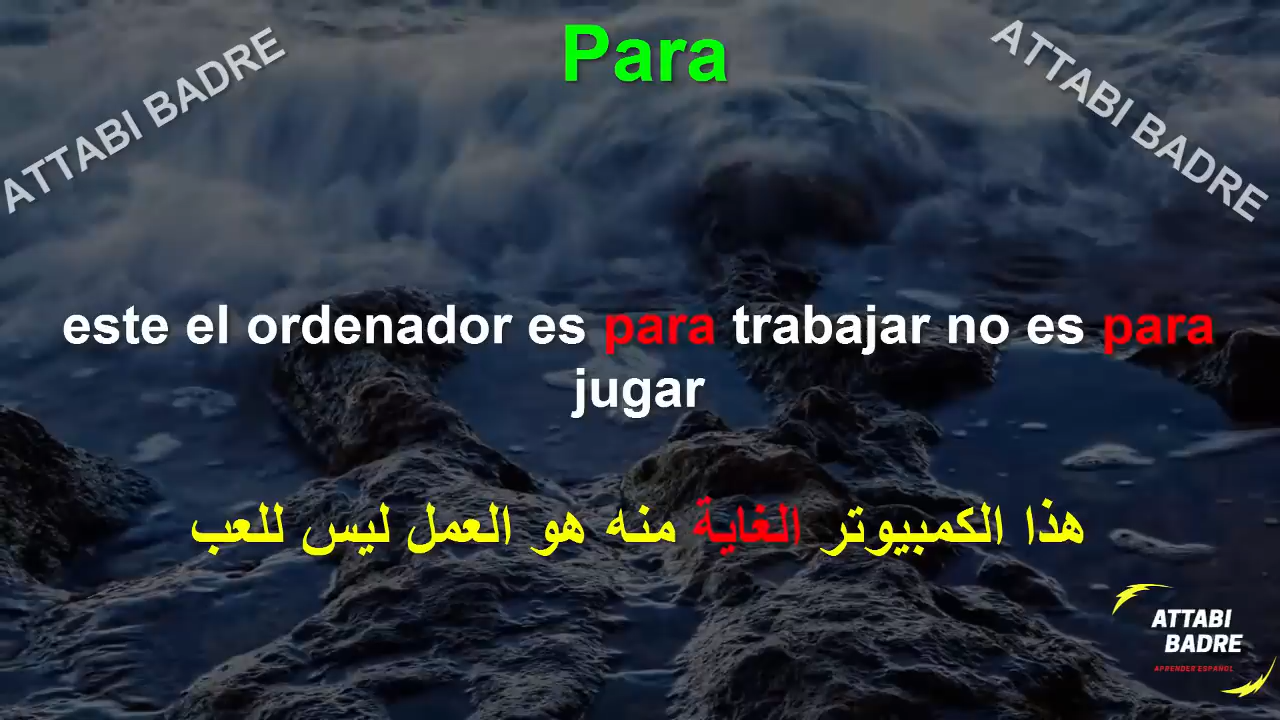 Para
ATTABI BADRE
ATTABI BADRE
este el ordenador es para trabajar no es para
jugar
هذا الكمبيوتر الغاية منه هو العمل ليس للعب
ATTABI
BADRE
APRENDER ESPAÑOL